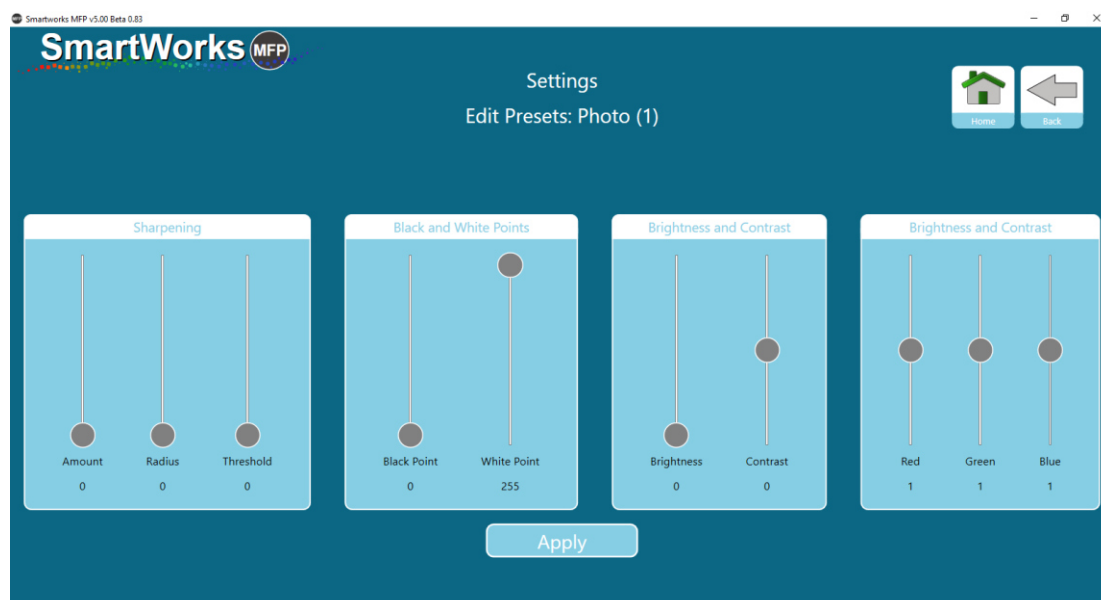 Smartworks MFP v5.00 Beta 0.83
SmartWorks MFP
Settings
Edit Presets: Photo (1)
Home
Back
Sharpening
Amount Radius Threshold
0 0 0
Black and White Points
Black Point White Point
0 255
Brightness and Contrast
Brightness Contrast
0 0
Brightness and Contrast
Red Green Blue
1 1 1
Apply